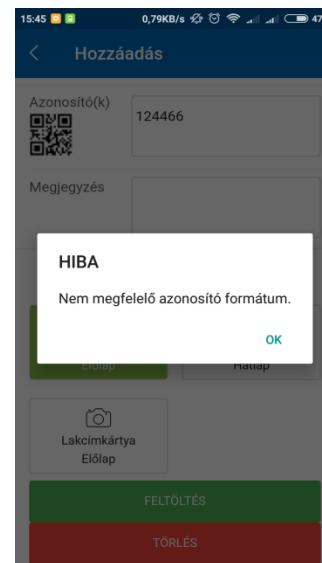 15:45 0,79KB/s 47
Hozzáadás
Azonosító(k)
124466
Megjegyzés
HIBA
Nem megfelelő azonosító formátum.
OK
Előlap Hátlap
Lakcímkártya
Előlap
FELTÖLTÉS
TÖRLÉS